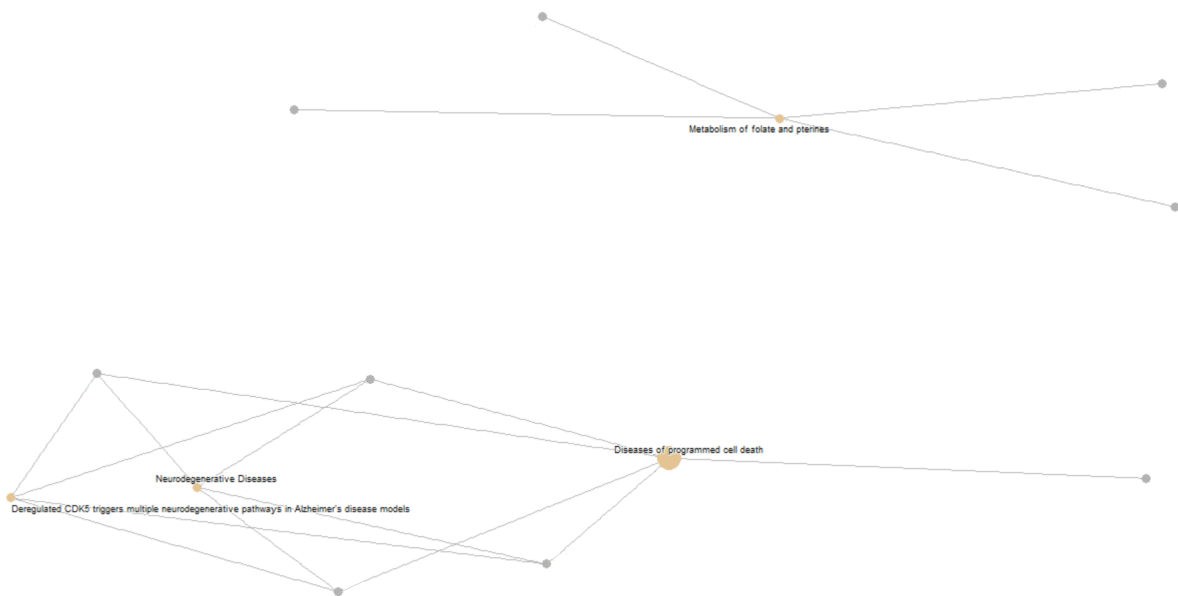 Metabolism of folate and pterines
Diseases of programmed cell death
Neurodegenerative Diseases
Deregulated CDK5 triggers multiple neurodegenerative pathways in Alzheimer's disease models